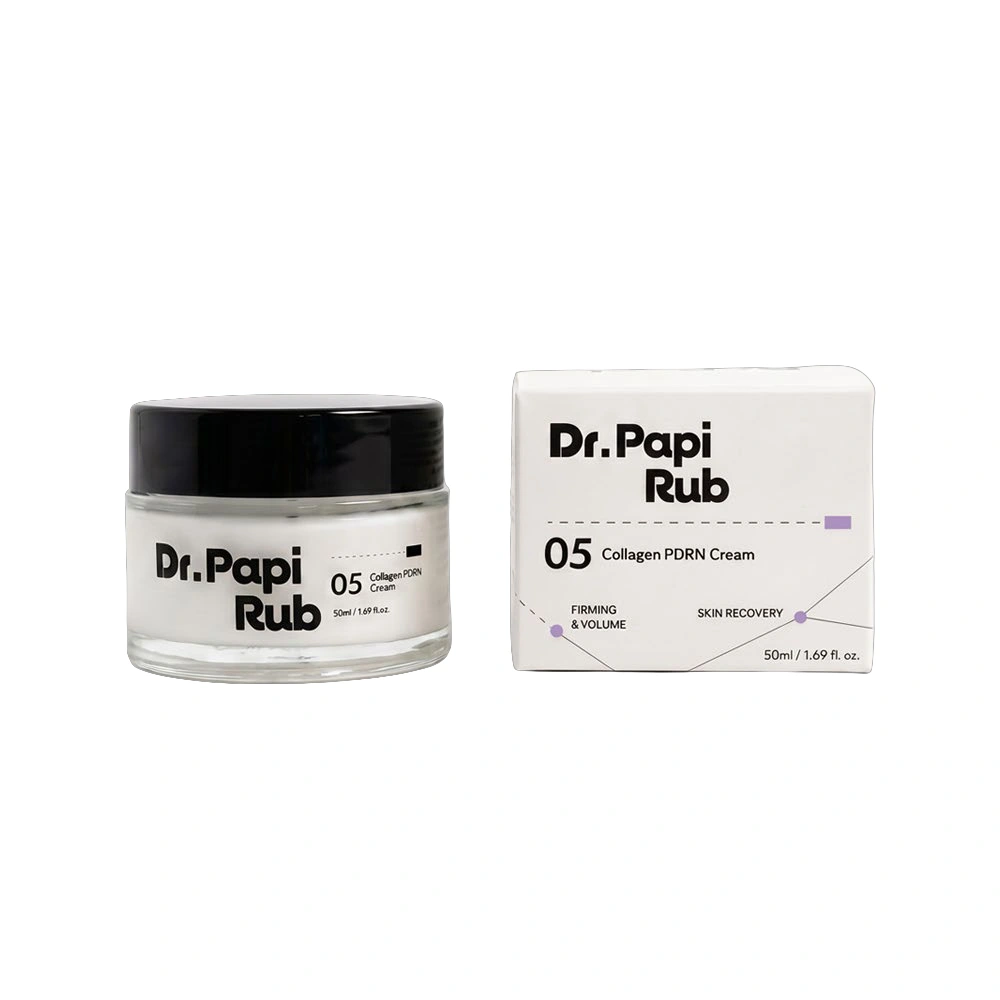 Dr.Papi
Rub
05 Collagen PDRN
Cream
50ml / 1.69 fl.oz.
Dr.Papi
Rub
05 Collagen PDRN Cream
FIRMING
& VOLUME
SKIN RECOVERY
50ml / 1.69 fl. oz.